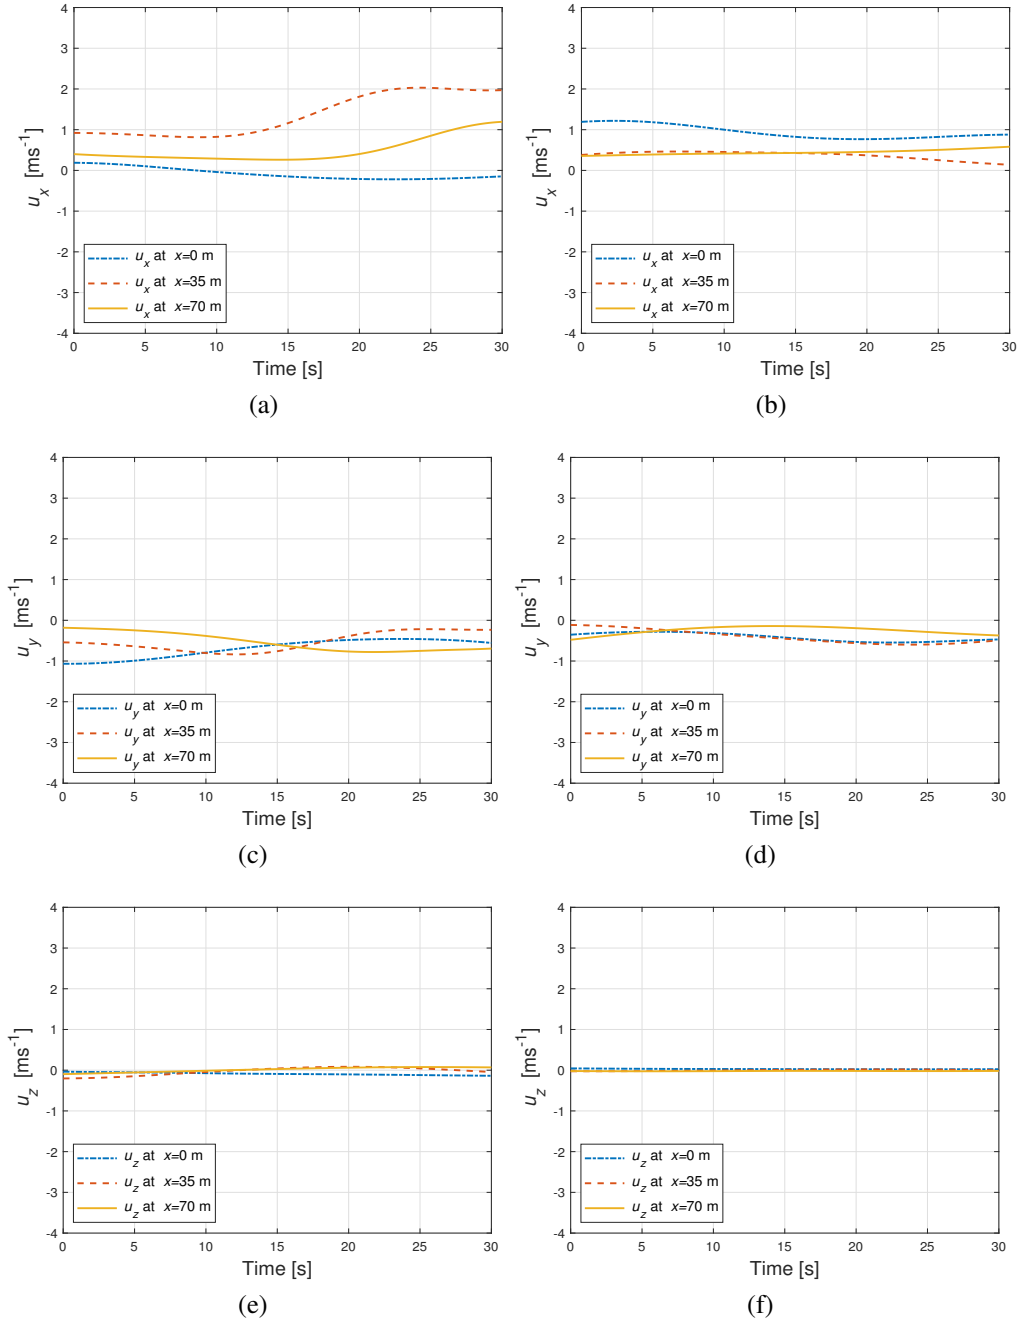 4
3
2
1
0
-1
-2
-3
-4
u_x [ms⁻¹]
u_x at x=0 m
u_x at x=35 m
u_x at x=70 m
0 5 10 15 20 25 30
Time [s]
(a)
4
3
2
1
0
-1
-2
-3
-4
u_x [ms⁻¹]
u_x at x=0 m
u_x at x=35 m
u_x at x=70 m
0 5 10 15 20 25 30
Time [s]
(b)
4
3
2
1
0
-1
-2
-3
-4
u_y [ms⁻¹]
u_y at x=0 m
u_y at x=35 m
u_y at x=70 m
0 5 10 15 20 25 30
Time [s]
(c)
4
3
2
1
0
-1
-2
-3
-4
u_y [ms⁻¹]
u_y at x=0 m
u_y at x=35 m
u_y at x=70 m
0 5 10 15 20 25 30
Time [s]
(d)
4
3
2
1
0
-1
-2
-3
-4
u_z [ms⁻¹]
u_z at x=0 m
u_z at x=35 m
u_z at x=70 m
0 5 10 15 20 25 30
Time [s]
(e)
4
3
2
1
0
-1
-2
-3
-4
u_z [ms⁻¹]
u_z at x=0 m
u_z at x=35 m
u_z at x=70 m
0 5 10 15 20 25 30
Time [s]
(f)